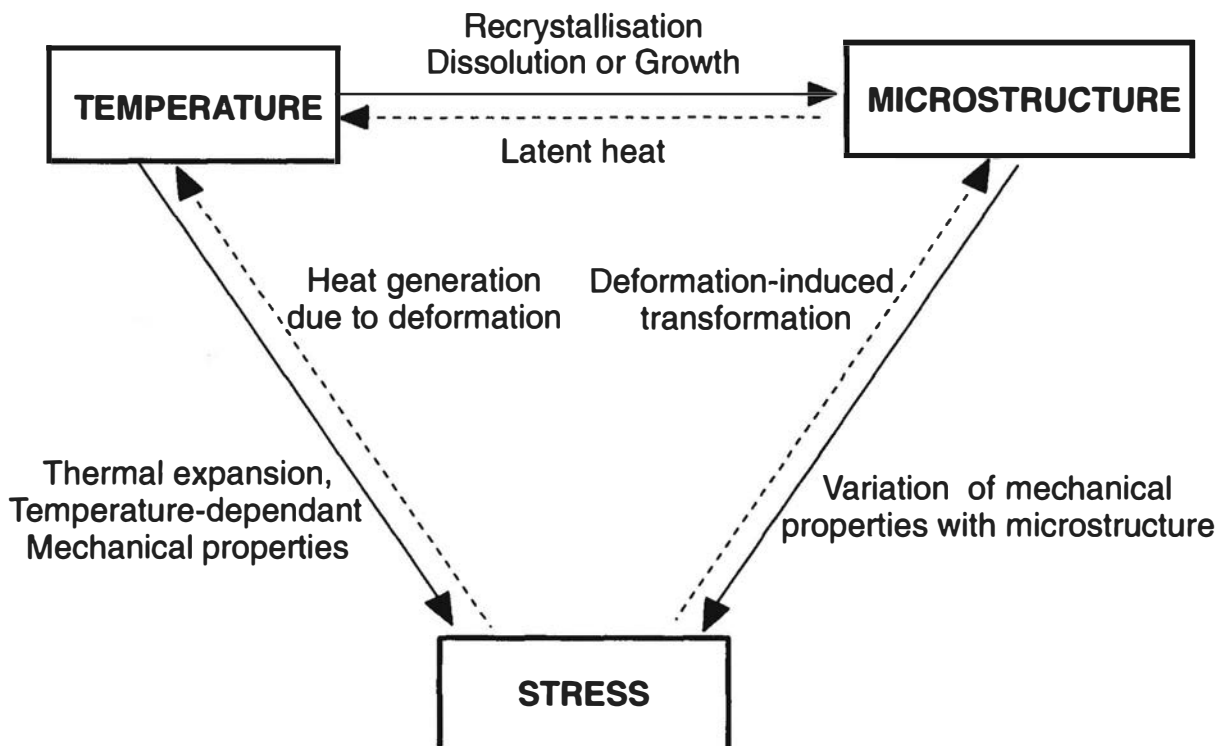 Recrystallisation
Dissolution or Growth
TEMPERATURE
MICROSTRUCTURE
Latent heat
Heat generation
due to deformation
Deformation-induced
transformation
Thermal expansion,
Temperature-dependant
Mechanical properties
Variation of mechanical
properties with microstructure
STRESS